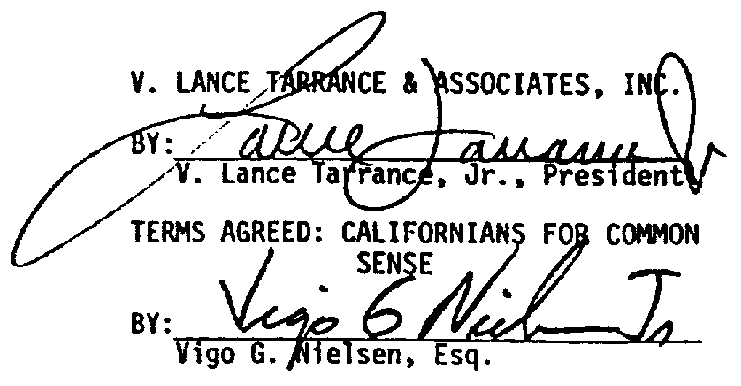 V. LANCE TARRANCE & ASSOCIATES, INC.
BY: Lance Tarrance Jr
V. Lance Tarrance, Jr., President
TERMS AGREED: CALIFORNIANS FOR COMMON
SENSE
BY: Vigo G Nielsen Jr
Vigo G. Nielsen, Esq.